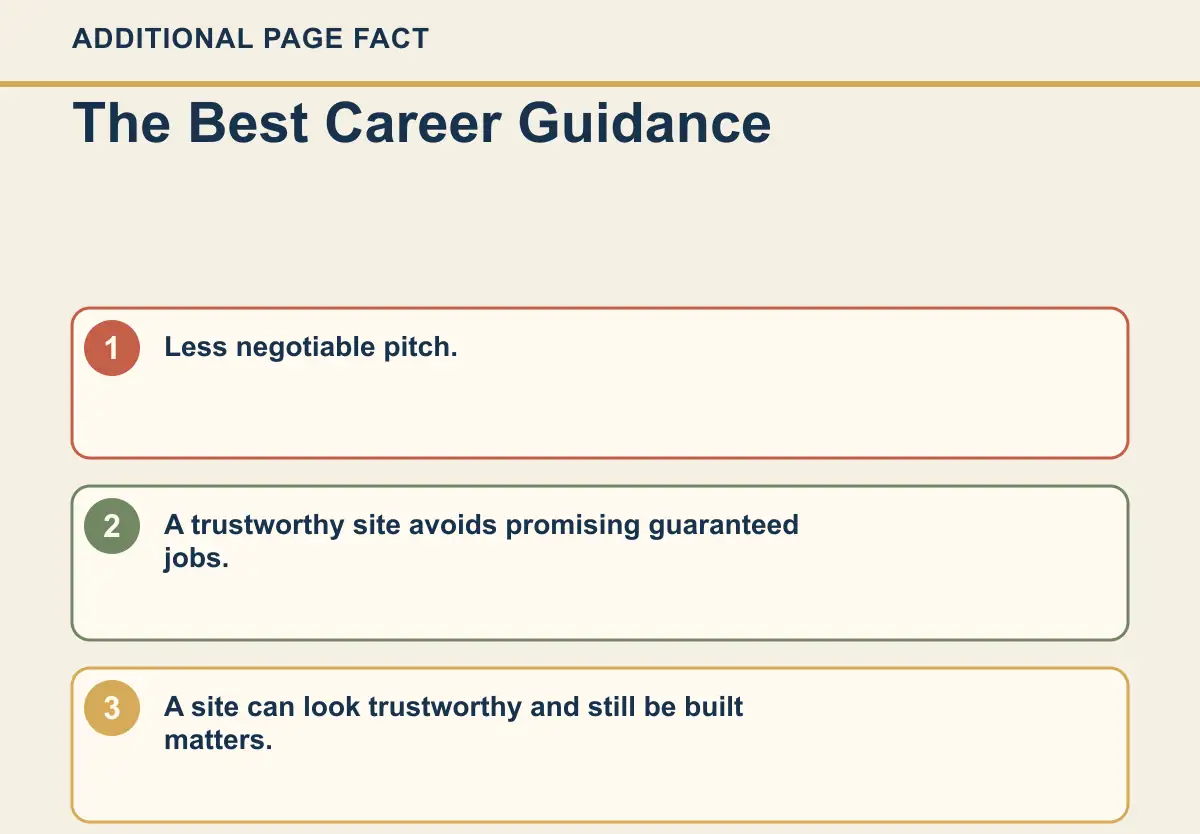 ADDITIONAL PAGE FACT
The Best Career Guidance
1
Less negotiable pitch.
2
A trustworthy site avoids promising guaranteed
jobs.
3
A site can look trustworthy and still be built
matters.